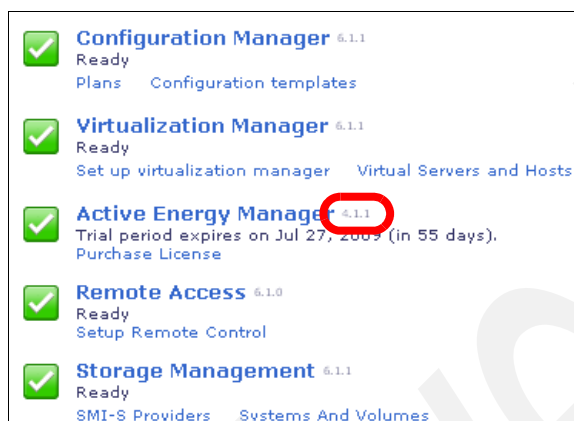 Configuration Manager 6.1.1
Ready
Plans Configuration templates
Virtualization Manager 6.1.1
Ready
Set up virtualization manager Virtual Servers and Hosts
Active Energy Manager 4.1.1
Trial period expires on Jul 27, 2009 (in 55 days).
Purchase License
Remote Access 6.1.0
Ready
Setup Remote Control
Storage Management 6.1.1
Ready
SMI-S Providers Systems And Volumes